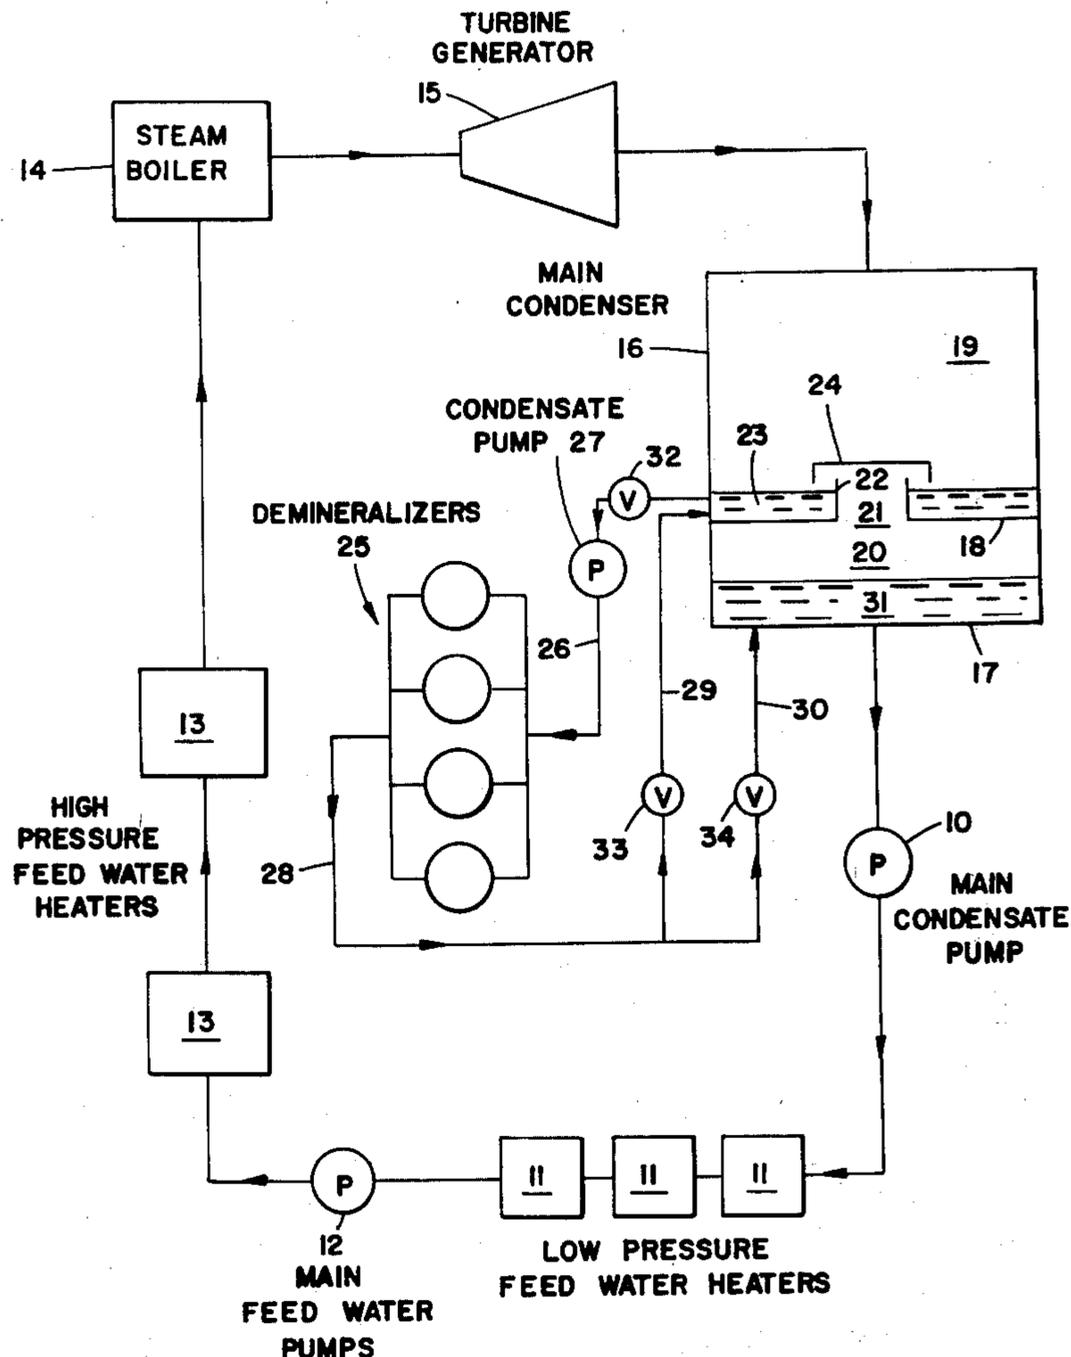 TURBINE
GENERATOR
15
STEAM
BOILER
14
MAIN
CONDENSER
16
19
24
CONDENSATE
PUMP 27
32
23
22
V
21
DEMINERALIZERS
25
18
20
P
31
26
17
29
30
13
V
V
HIGH
PRESSURE
FEED WATER
HEATERS
33
34
10
28
P
MAIN
CONDENSATE
PUMP
13
11
11
11
P
12
MAIN
FEED WATER
PUMPS
LOW PRESSURE
FEED WATER HEATERS